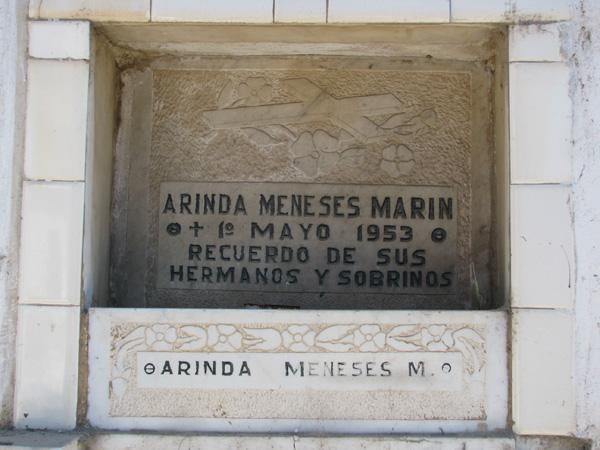 ARINDA MENESES MARIN
✝ 1º MAYO 1953
RECUERDO DE SUS
HERMANOS Y SOBRINOS
ARINDA MENESES M.